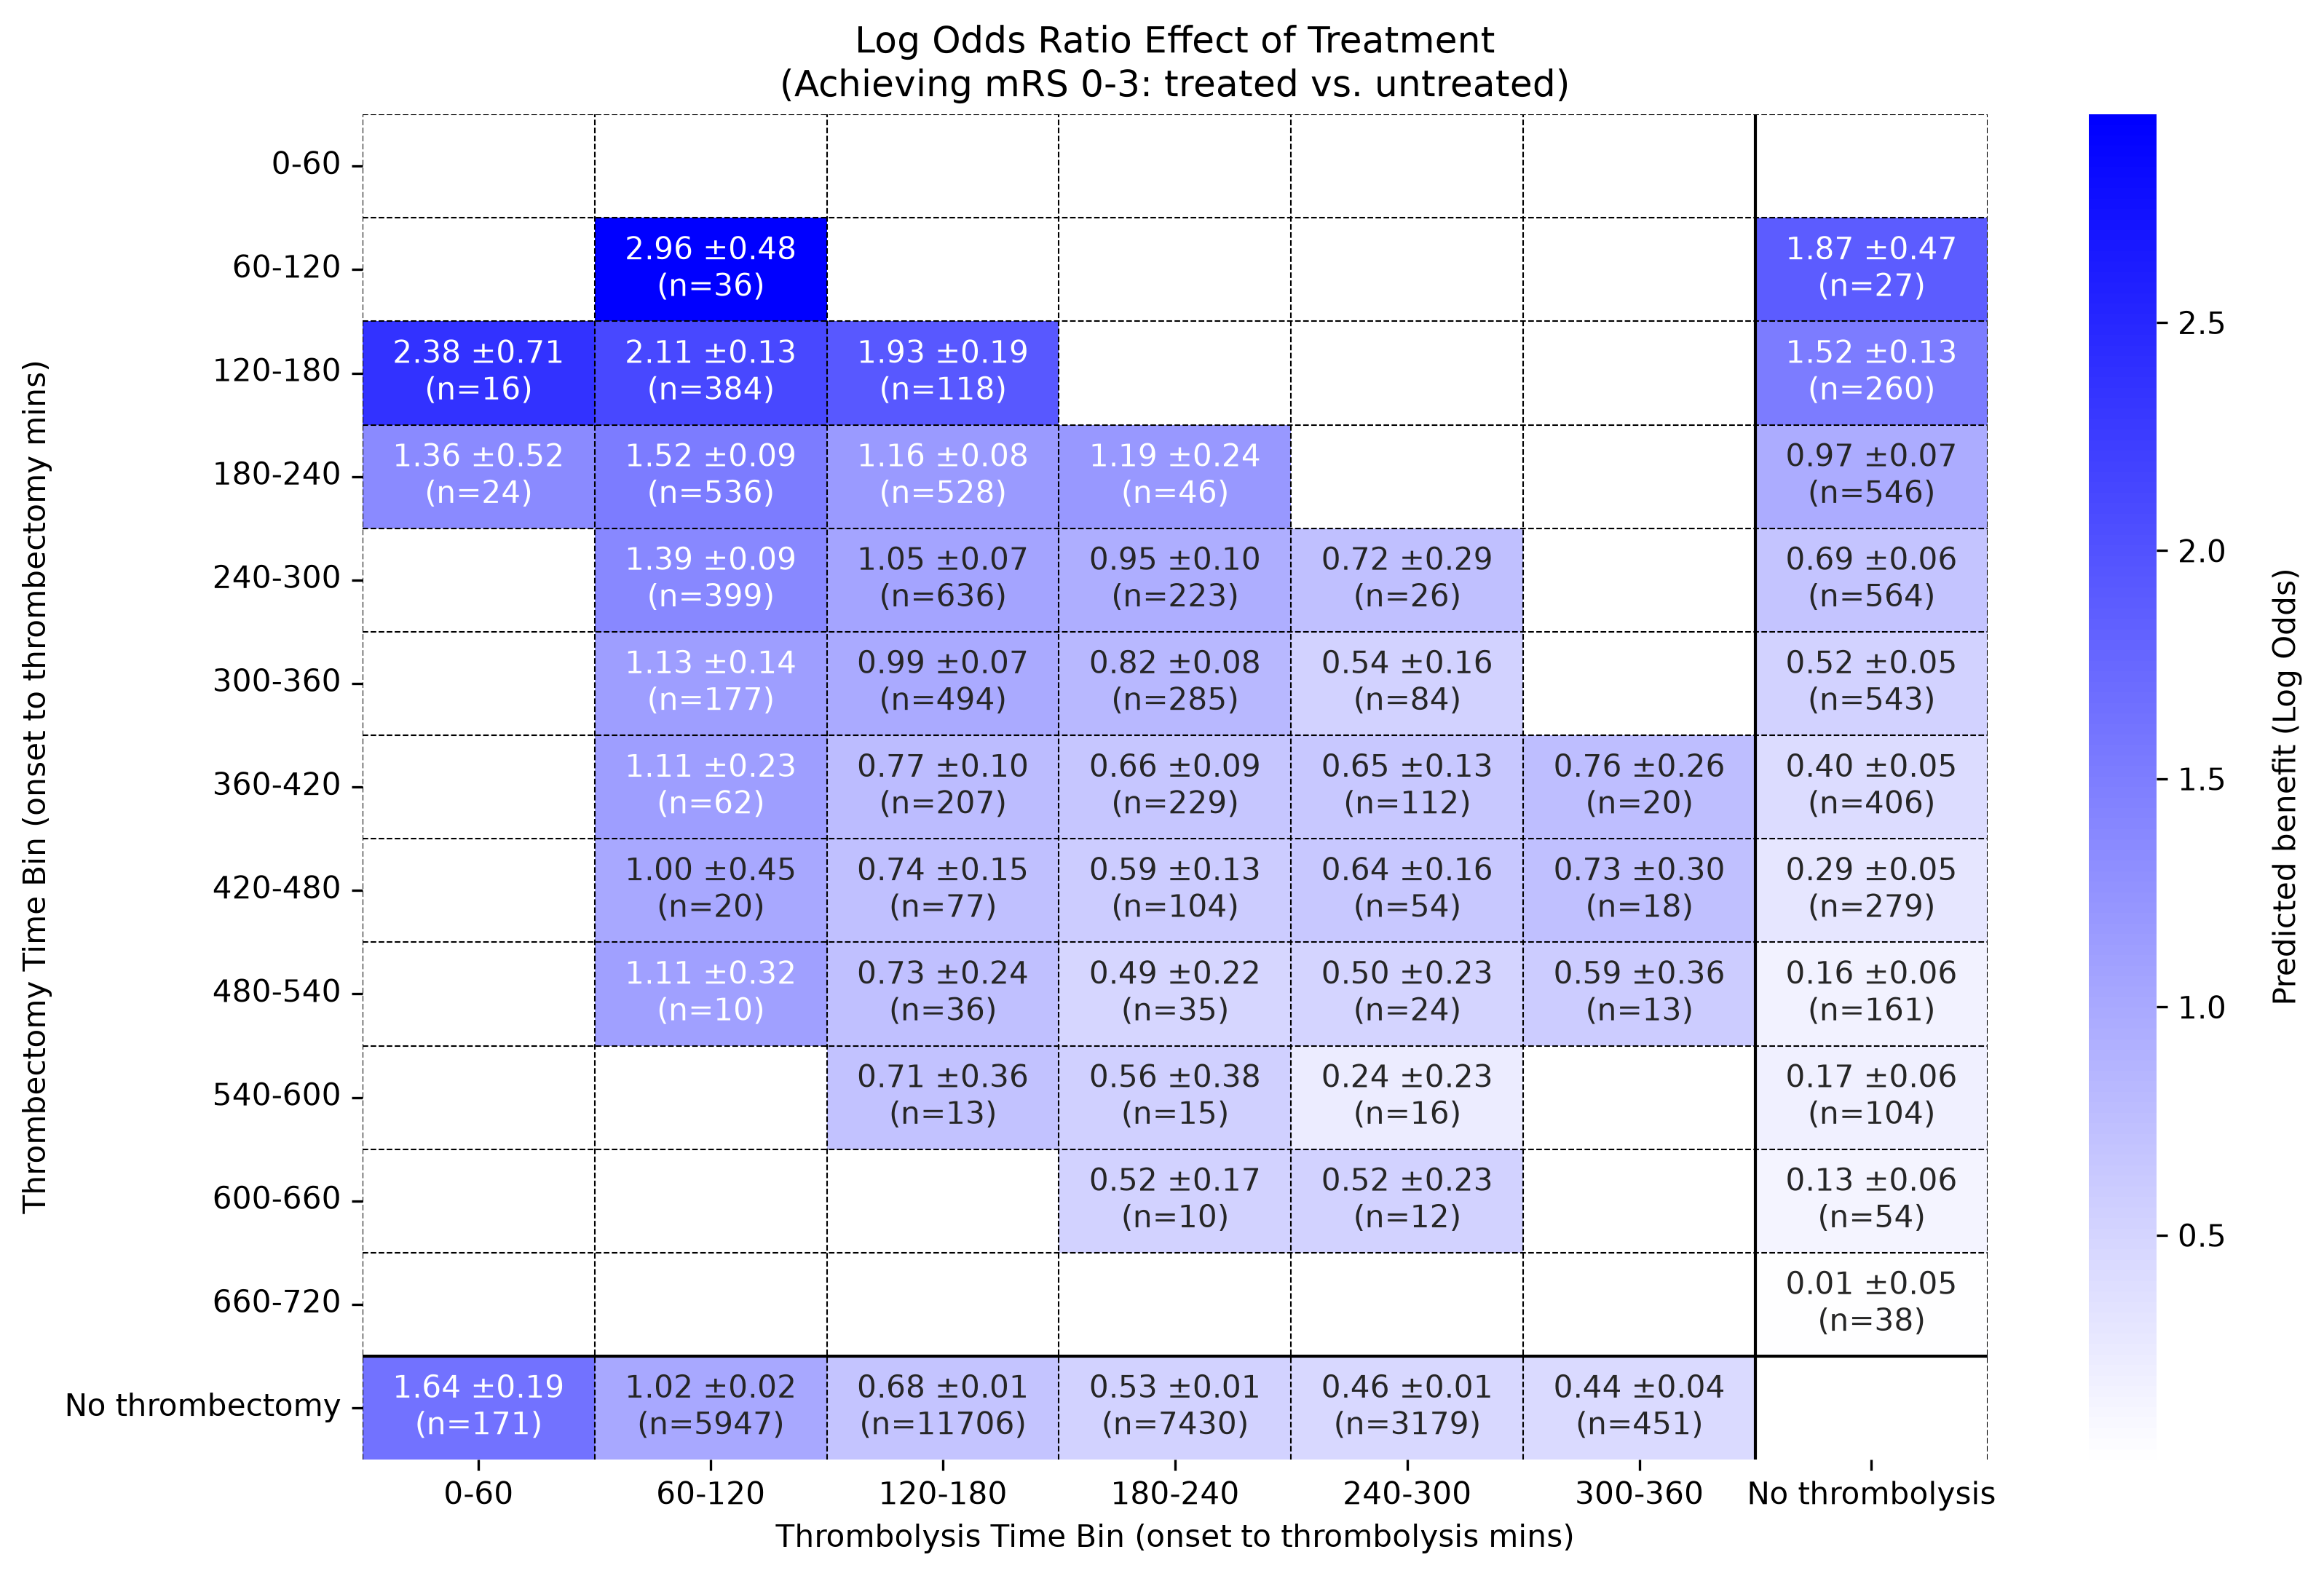 Log Odds Ratio Effect of Treatment
(Achieving mRS 0-3: treated vs. untreated)
Thrombectomy Time Bin (onset to thrombectomy mins)
0-60
60-120
2.96 ±0.48
(n=36)
1.87 ±0.47
(n=27)
120-180
2.38 ±0.71
(n=16)
2.11 ±0.13
(n=384)
1.93 ±0.19
(n=118)
1.52 ±0.13
(n=260)
180-240
1.36 ±0.52
(n=24)
1.52 ±0.09
(n=536)
1.16 ±0.08
(n=528)
1.19 ±0.24
(n=46)
0.97 ±0.07
(n=546)
240-300
1.39 ±0.09
(n=399)
1.05 ±0.07
(n=636)
0.95 ±0.10
(n=223)
0.72 ±0.29
(n=26)
0.69 ±0.06
(n=564)
300-360
1.13 ±0.14
(n=177)
0.99 ±0.07
(n=494)
0.82 ±0.08
(n=285)
0.54 ±0.16
(n=84)
0.52 ±0.05
(n=543)
360-420
1.11 ±0.23
(n=62)
0.77 ±0.10
(n=207)
0.66 ±0.09
(n=229)
0.65 ±0.13
(n=112)
0.76 ±0.26
(n=20)
0.40 ±0.05
(n=406)
420-480
1.00 ±0.45
(n=20)
0.74 ±0.15
(n=77)
0.59 ±0.13
(n=104)
0.64 ±0.16
(n=54)
0.73 ±0.30
(n=18)
0.29 ±0.05
(n=279)
480-540
1.11 ±0.32
(n=10)
0.73 ±0.24
(n=36)
0.49 ±0.22
(n=35)
0.50 ±0.23
(n=24)
0.59 ±0.36
(n=13)
0.16 ±0.06
(n=161)
540-600
0.71 ±0.36
(n=13)
0.56 ±0.38
(n=15)
0.24 ±0.23
(n=16)
0.17 ±0.06
(n=104)
600-660
0.52 ±0.17
(n=10)
0.52 ±0.23
(n=12)
0.13 ±0.06
(n=54)
660-720
0.01 ±0.05
(n=38)
No thrombectomy
1.64 ±0.19
(n=171)
1.02 ±0.02
(n=5947)
0.68 ±0.01
(n=11706)
0.53 ±0.01
(n=7430)
0.46 ±0.01
(n=3179)
0.44 ±0.04
(n=451)
0-60
60-120
120-180
180-240
240-300
300-360
No thrombolysis
Thrombolysis Time Bin (onset to thrombolysis mins)
2.5
2.0
1.5
1.0
0.5
Predicted benefit (Log Odds)